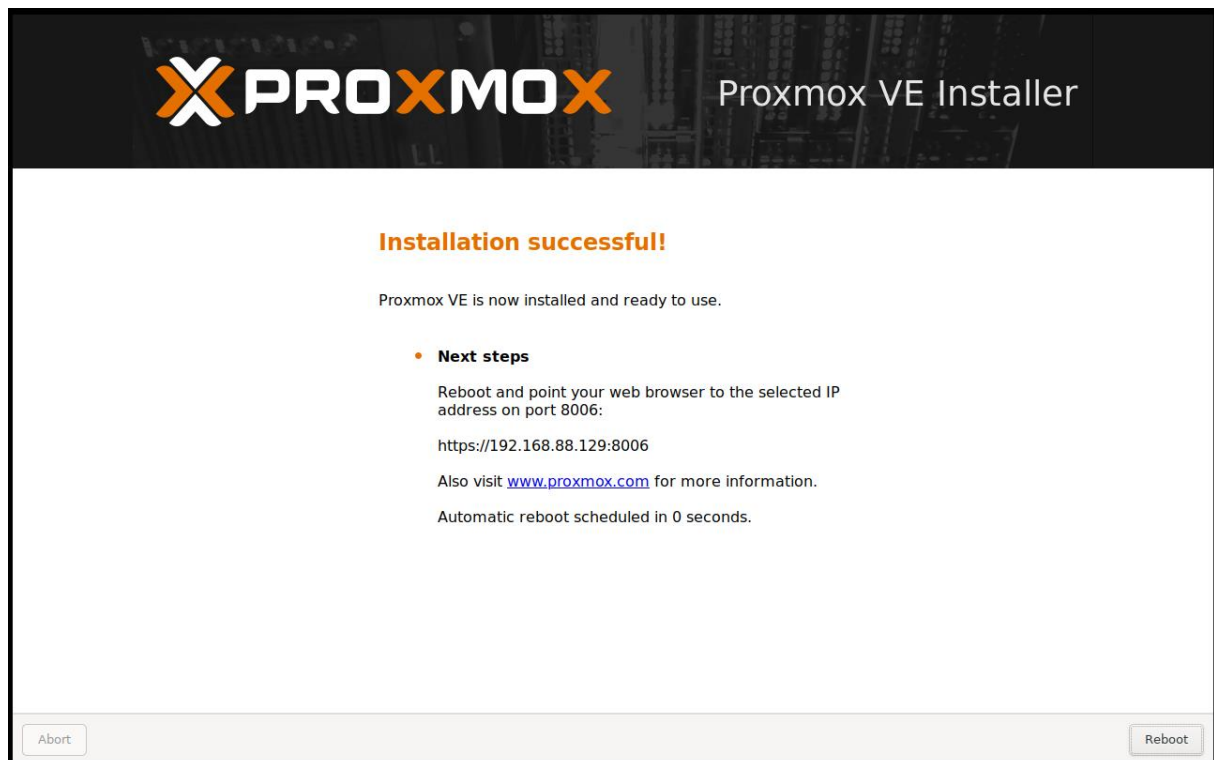 PROXMOX
Proxmox VE Installer
Installation successful!
Proxmox VE is now installed and ready to use.
Next steps
Reboot and point your web browser to the selected IP
address on port 8006:
https://192.168.88.129:8006
Also visit www.proxmox.com for more information.
Automatic reboot scheduled in 0 seconds.
Abort
Reboot